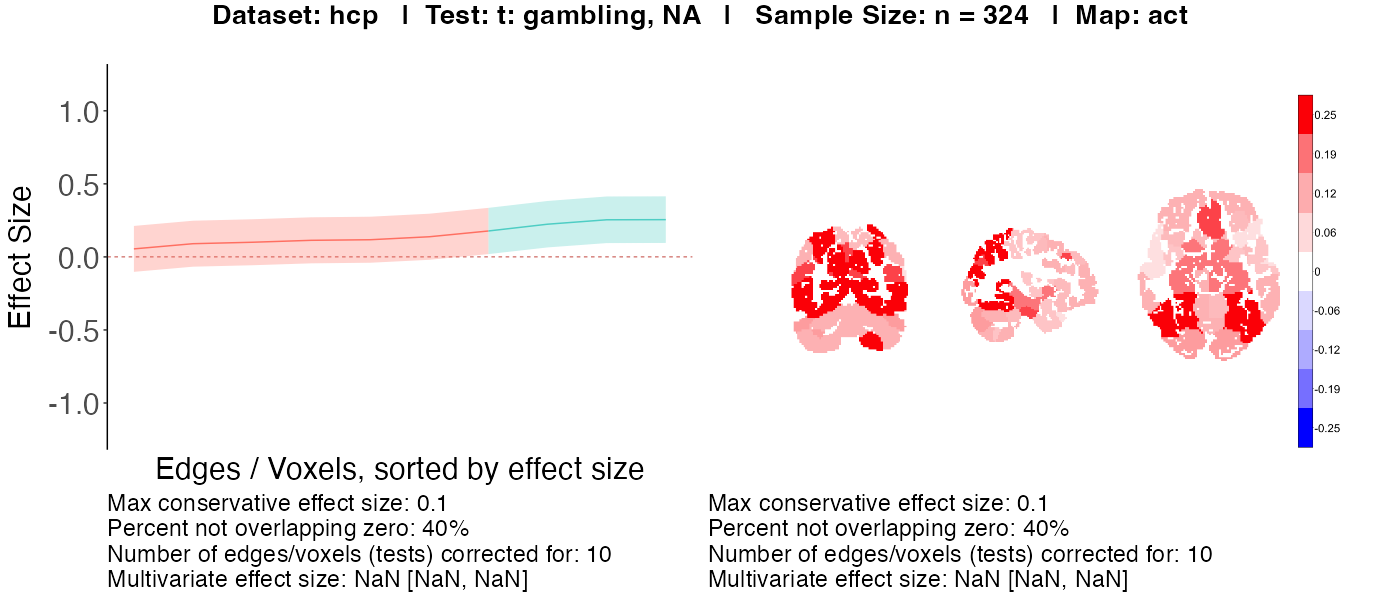 Dataset: hcp | Test: t: gambling, NA | Sample Size: n = 324 | Map: act
Effect Size
1.0
0.5
0.0
-0.5
-1.0
Edges / Voxels, sorted by effect size
Max conservative effect size: 0.1
Percent not overlapping zero: 40%
Number of edges/voxels (tests) corrected for: 10
Multivariate effect size: NaN [NaN, NaN]
0.25
0.19
0.12
0.06
0
-0.06
-0.12
-0.19
-0.25
Max conservative effect size: 0.1
Percent not overlapping zero: 40%
Number of edges/voxels (tests) corrected for: 10
Multivariate effect size: NaN [NaN, NaN]